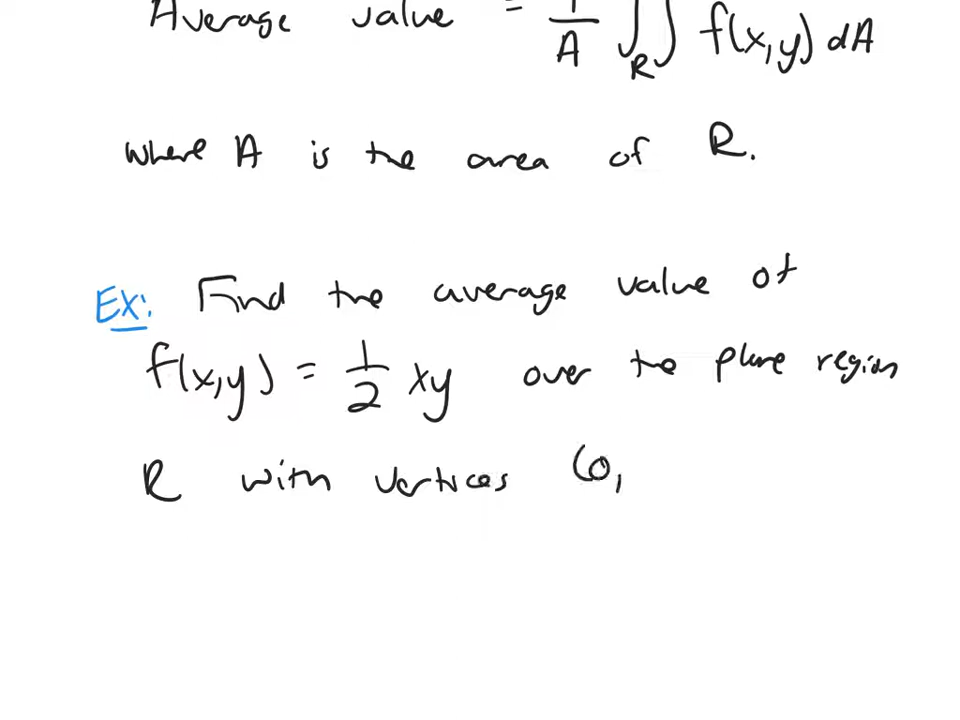 Average value = 1/A ∫∫_R f(x,y) dA
where A is the area of R.
Ex: Find the average value of
f(x,y) = 1/2 xy over the plane region
R with vertices (0,